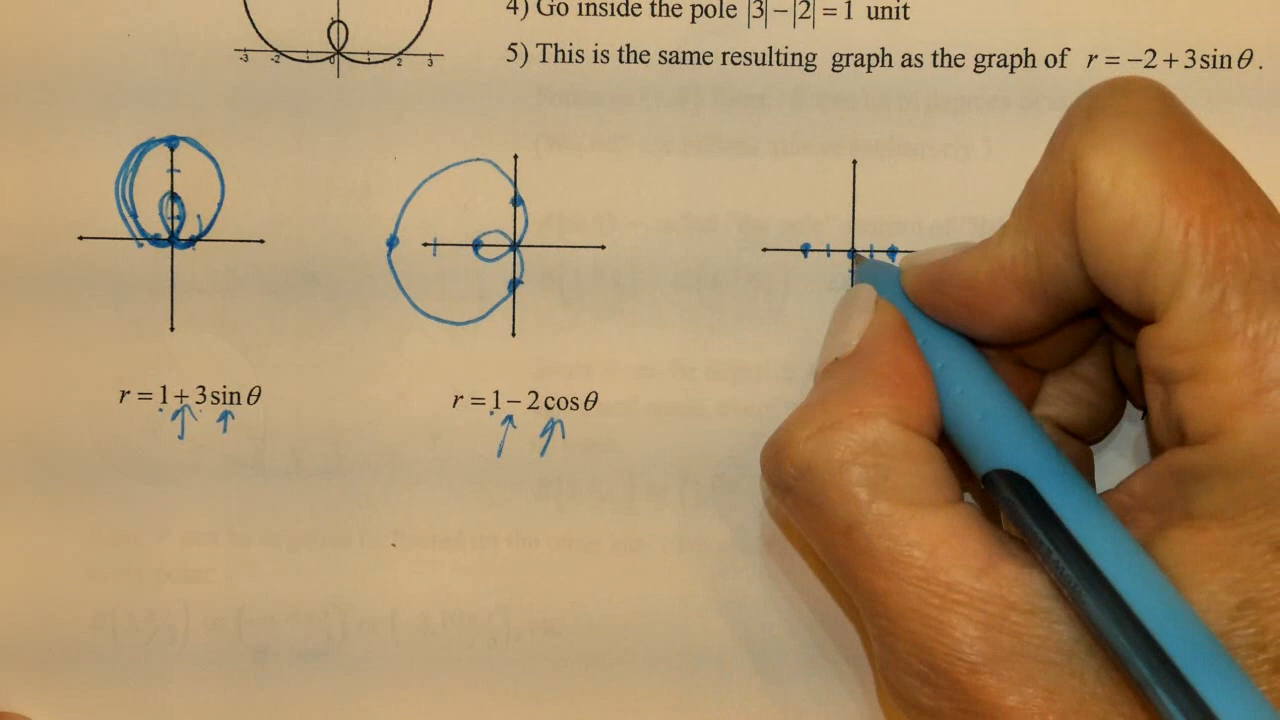 4) Go inside the pole |3|−|2| = 1 unit
-3 -2 0 2 3
5) This is the same resulting graph as the graph of r = −2 + 3 sin θ.
r = 1 + 3 sin θ
r = 1 − 2 cos θ